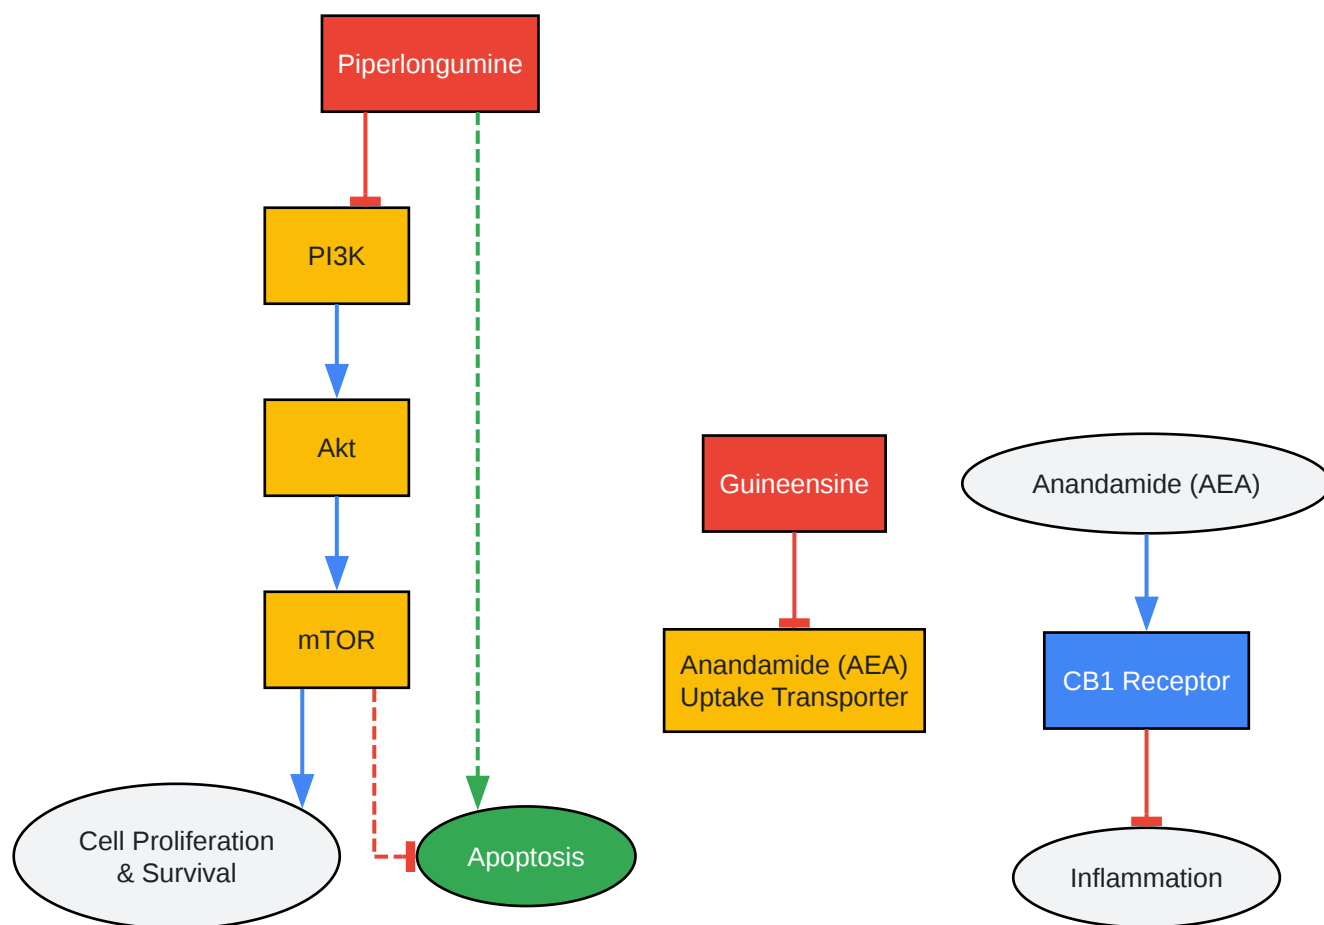 Piperlongumine
PI3K
Akt
mTOR
Cell Proliferation
& Survival
Apoptosis
Guineensine
Anandamide (AEA)
Uptake Transporter
Anandamide (AEA)
CB1 Receptor
Inflammation